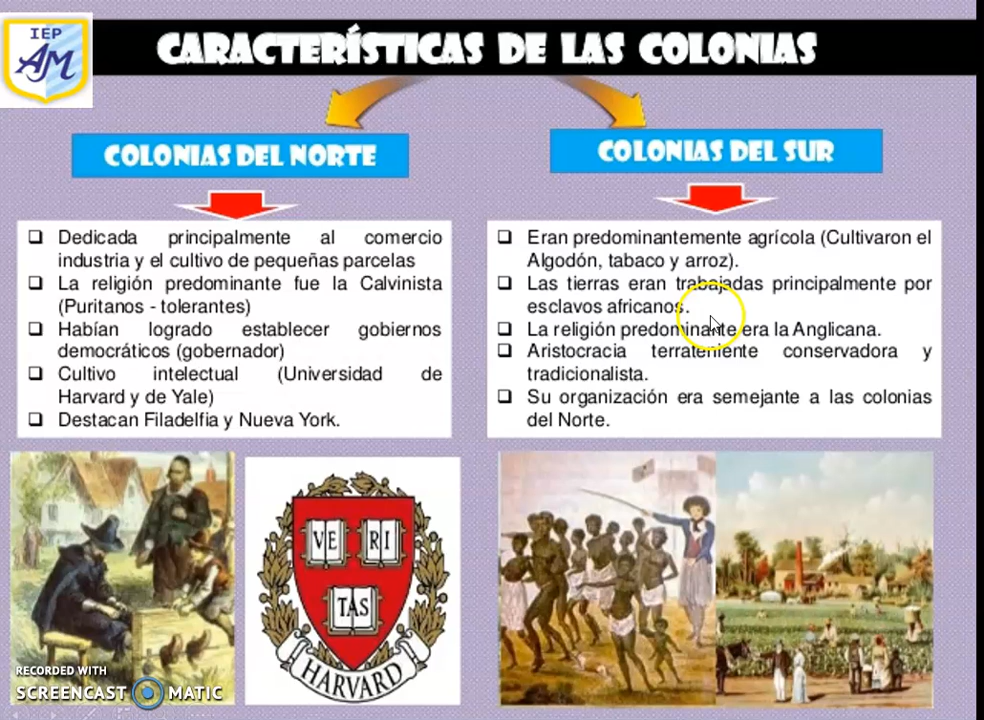 IEP
AM
CARACTERÍSTICAS DE LAS COLONIAS
COLONIAS DEL NORTE
❑ Dedicada principalmente al comercio
industria y el cultivo de pequeñas parcelas
❑ La religión predominante fue la Calvinista
(Puritanos - tolerantes)
❑ Habían logrado establecer gobiernos
democráticos (gobernador)
❑ Cultivo intelectual (Universidad de
Harvard y de Yale)
❑ Destacan Filadelfia y Nueva York.
COLONIAS DEL SUR
❑ Eran predominantemente agrícola (Cultivaron el
Algodón, tabaco y arroz).
❑ Las tierras eran trabajadas principalmente por
esclavos africanos.
❑ La religión predominante era la Anglicana.
❑ Aristocracia terrateniente conservadora y
tradicionalista.
❑ Su organización era semejante a las colonias
del Norte.
VE RI
TAS
HARVARD
RECORDED WITH
SCREENCAST MATIC